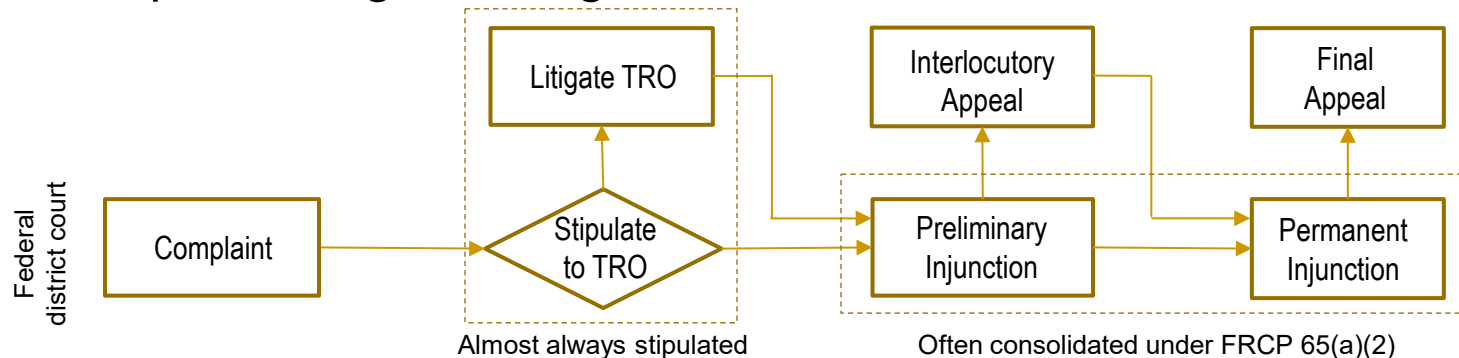 Litigate TRO
Interlocutory
Appeal
Final
Appeal
Federal
district court
Complaint
Stipulate
to TRO
Preliminary
Injunction
Permanent
Injunction
Almost always stipulated
Often consolidated under FRCP 65(a)(2)